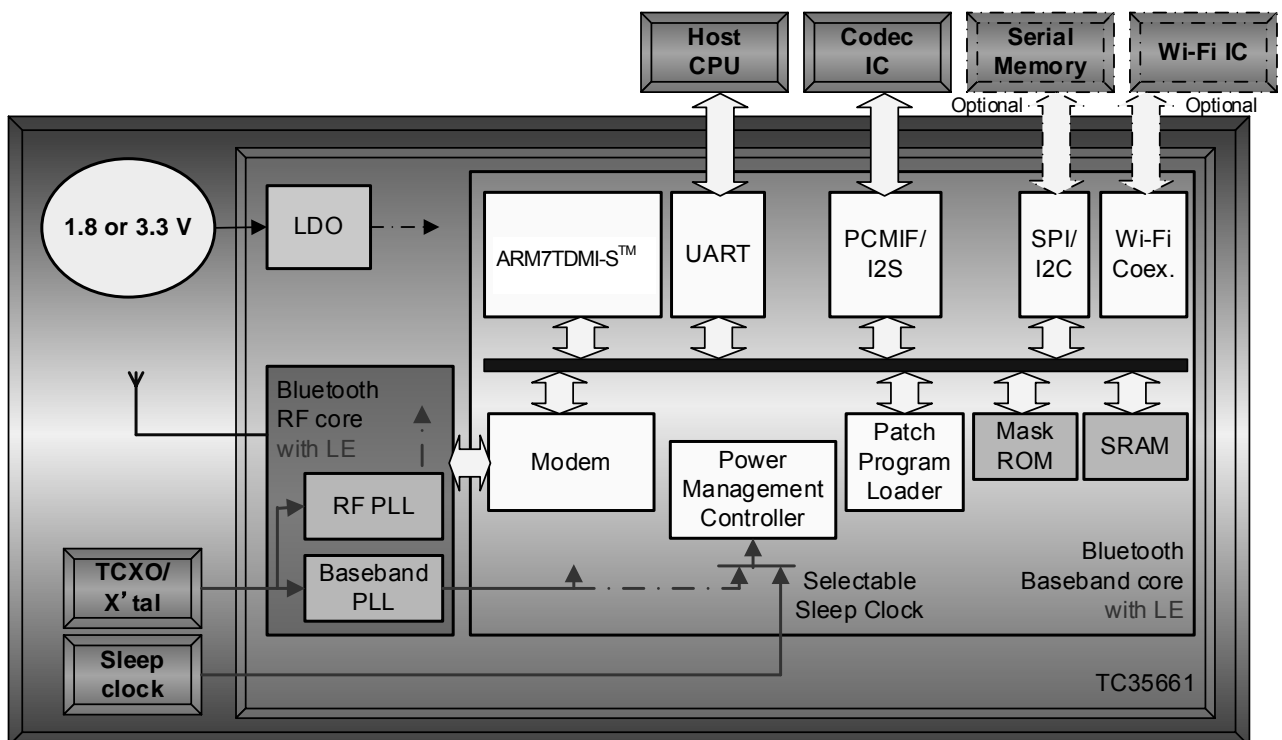 Host
CPU
Codec
IC
Serial
Memory
Wi-Fi IC
Optional
Optional
1.8 or 3.3 V
LDO
ARM7TDMI-S™
UART
PCMIF/
I2S
SPI/
I2C
Wi-Fi
Coex.
Bluetooth
RF core
with LE
RF PLL
Baseband
PLL
Modem
Power
Management
Controller
Patch
Program
Loader
Mask
ROM
SRAM
TCXO/
X'tal
Sleep
clock
Selectable
Sleep Clock
Bluetooth
Baseband core
with LE
TC35661